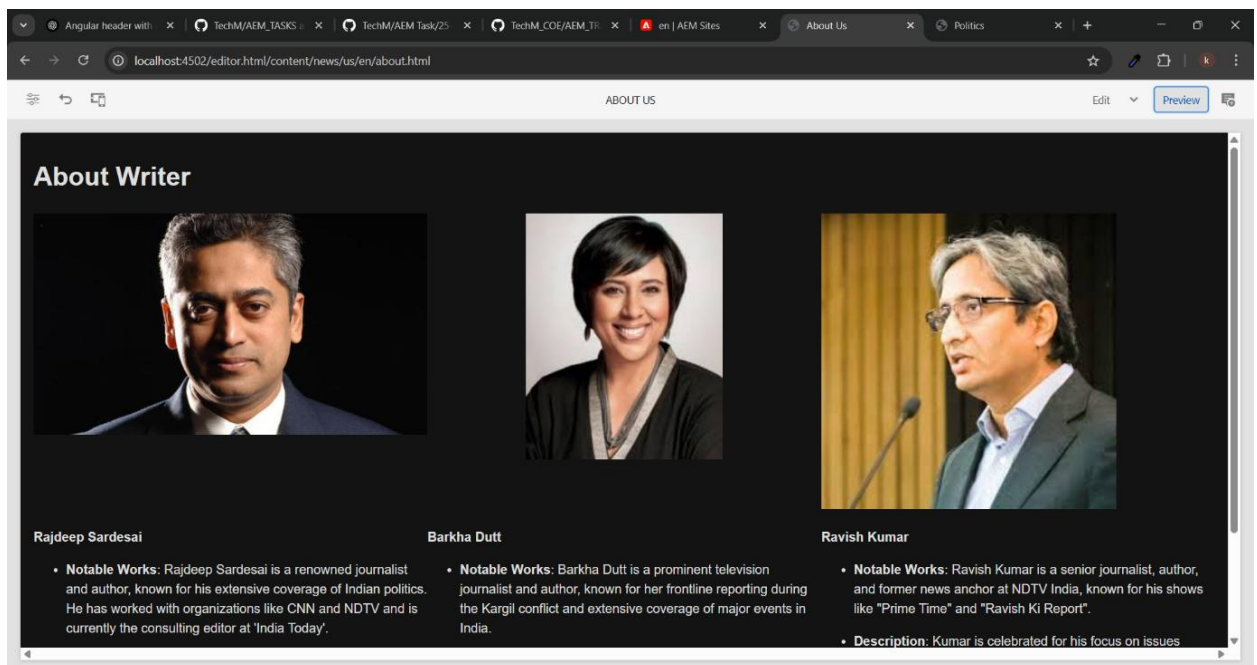 Angular header with
TechM/AEM_TASKS a
TechM/AEM Task/25
TechM_COE/AEM_TR
en | AEM Sites
About Us
Politics
localhost:4502/editor.html/content/news/us/en/about.html
k
ABOUT US
Edit
Preview
About Writer
Rajdeep Sardesai
• Notable Works: Rajdeep Sardesai is a renowned journalist
and author, known for his extensive coverage of Indian politics.
He has worked with organizations like CNN and NDTV and is
currently the consulting editor at 'India Today'.
Barkha Dutt
• Notable Works: Barkha Dutt is a prominent television
journalist and author, known for her frontline reporting during
the Kargil conflict and extensive coverage of major events in
India.
Ravish Kumar
• Notable Works: Ravish Kumar is a senior journalist, author,
and former news anchor at NDTV India, known for his shows
like "Prime Time" and "Ravish Ki Report".
• Description: Kumar is celebrated for his focus on issues